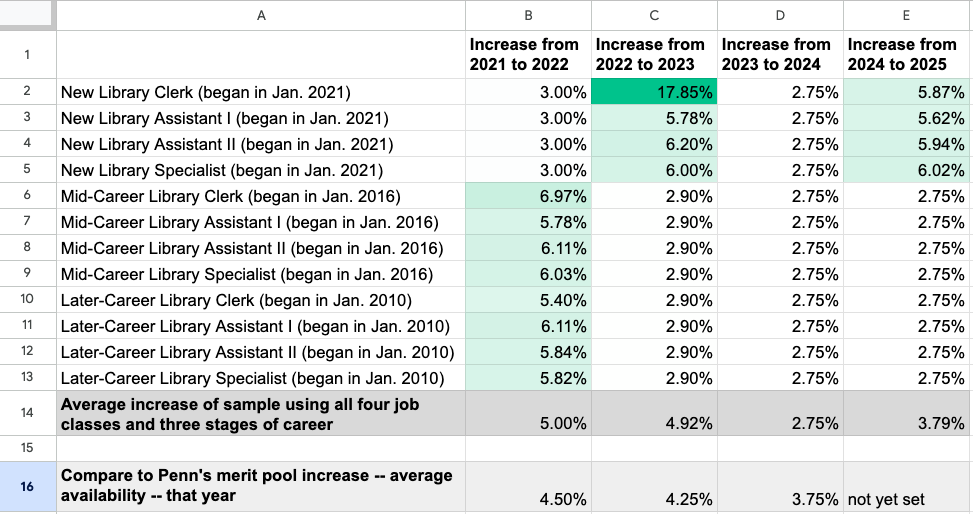 A B C D E
1 Increase from 2021 to 2022 Increase from 2022 to 2023 Increase from 2023 to 2024 Increase from 2024 to 2025
2 New Library Clerk (began in Jan. 2021) 3.00% 17.85% 2.75% 5.87%
3 New Library Assistant I (began in Jan. 2021) 3.00% 5.78% 2.75% 5.62%
4 New Library Assistant II (began in Jan. 2021) 3.00% 6.20% 2.75% 5.94%
5 New Library Specialist (began in Jan. 2021) 3.00% 6.00% 2.75% 6.02%
6 Mid-Career Library Clerk (began in Jan. 2016) 6.97% 2.90% 2.75% 2.75%
7 Mid-Career Library Assistant I (began in Jan. 2016) 5.78% 2.90% 2.75% 2.75%
8 Mid-Career Library Assistant II (began in Jan. 2016) 6.11% 2.90% 2.75% 2.75%
9 Mid-Career Library Specialist (began in Jan. 2016) 6.03% 2.90% 2.75% 2.75%
10 Later-Career Library Clerk (began in Jan. 2010) 5.40% 2.90% 2.75% 2.75%
11 Later-Career Library Assistant I (began in Jan. 2010) 6.11% 2.90% 2.75% 2.75%
12 Later-Career Library Assistant II (began in Jan. 2010) 5.84% 2.90% 2.75% 2.75%
13 Later-Career Library Specialist (began in Jan. 2010) 5.82% 2.90% 2.75% 2.75%
14 Average increase of sample using all four job
classes and three stages of career 5.00% 4.92% 2.75% 3.79%
15
16 Compare to Penn's merit pool increase -- average
availability -- that year 4.50% 4.25% 3.75% not yet set